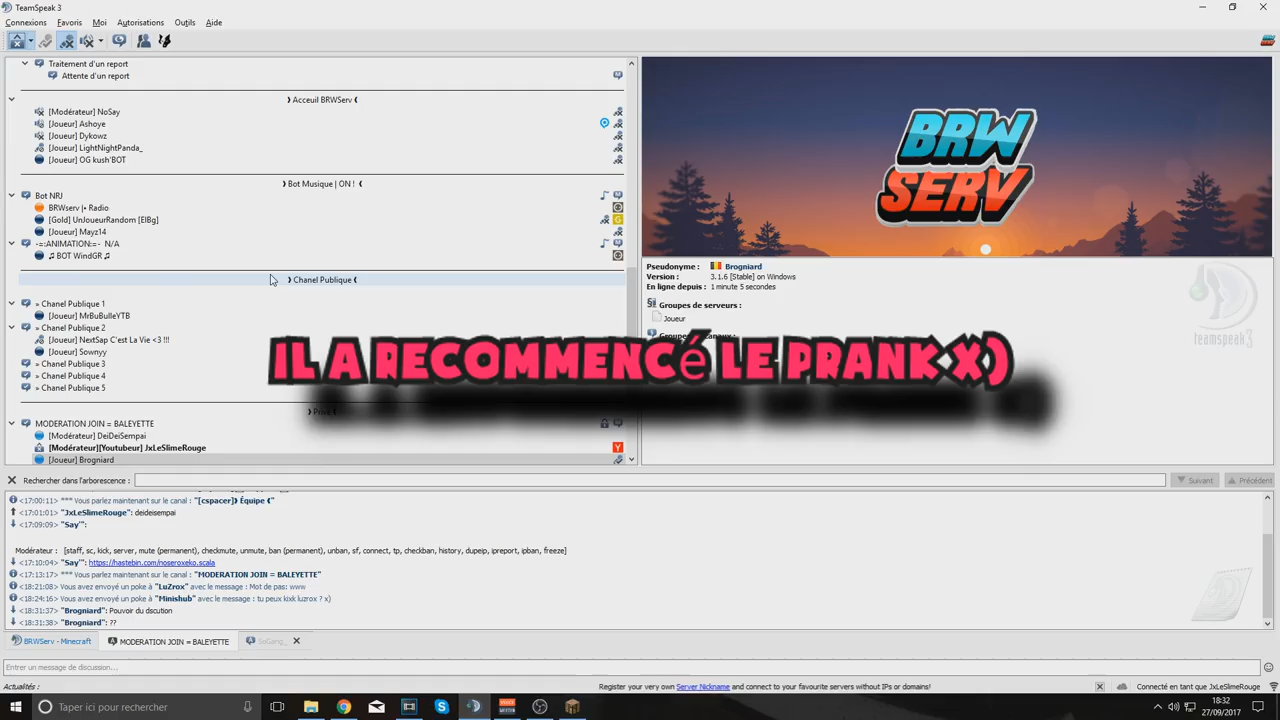 TeamSpeak 3
Connexions Favoris Moi Autorisations Outils Aide
Traitement d'un report
Attente d'un report
❫ Acceuil BRWServ ❪
[Modérateur] NoSay
[Joueur] Ashoye
[Joueur] Dykowz
[Joueur] LightNightPanda_
[Joueur] OG kush'BOT
❫ Bot Musique | ON ! ❪
Bot NRJ
BRWserv |• Radio
[Gold] UnJoueurRandom [ElBg]
[Joueur] Mayz14
-=:ANIMATION:=- N/A
♫ BOT WindGR ♫
❫ Chanel Publique ❪
» Chanel Publique 1
[Joueur] MrBuBulleYTB
» Chanel Publique 2
[Joueur] NextSap C'est La Vie <3 !!!
[Joueur] Sownyy
» Chanel Publique 3
» Chanel Publique 4
» Chanel Publique 5
❫ Privé ❪
MODERATION JOIN = BALEYETTE
[Joueur] DeiDeiSempai
[Modérateur][Youtubeur] JxLeSlimeRouge
[Joueur] Brogniard
BRW
SERV
Pseudonyme : Brogniard
Version : 3.1.6 [Stable] on Windows
En ligne depuis : 1 minute 5 secondes
Groupes de serveurs :
Joueur
teamspeak
IL A RECOMMENCé LE PRANK X)
Rechercher dans l'arborescence : Suivant Précédent
<17:00:11> *** Vous parlez maintenant sur le canal : "[cspacer]❫ Équipe ❪"
<17:01:01> "JxLeSlimeRouge": deideisempai
<17:09:09> "Say'":
Modérateur : [staff, sc, kick, server, mute (permanent), checkmute, unmute, ban (permanent), unban, sf, connect, tp, checkban, history, dupeip, ipreport, ipban, freeze]
<17:10:04> "Say'": https://hastebin.com/noseroxeko.scala
<17:13:17> *** Vous parlez maintenant sur le canal : "MODERATION JOIN = BALEYETTE"
<18:21:08> Vous avez envoyé un poke à "LuZrox" avec le message : Mot de pas: www
<18:24:16> Vous avez envoyé un poke à "Minishub" avec le message : tu peux kixk luzrox ? x)
<18:31:37> "Brogniard": Pouvoir du dscution
<18:31:38> "Brogniard": ??
BRWServ - Minecraft MODERATION JOIN = BALEYETTE SoGang_
Entrer un message de discussion...
Actualités : Register your very own Server Nickname and connect to your favourite servers without IPs or domains! Connecté en tant que JxLeSlimeRouge
Taper ici pour rechercher
18:32
27/09/2017